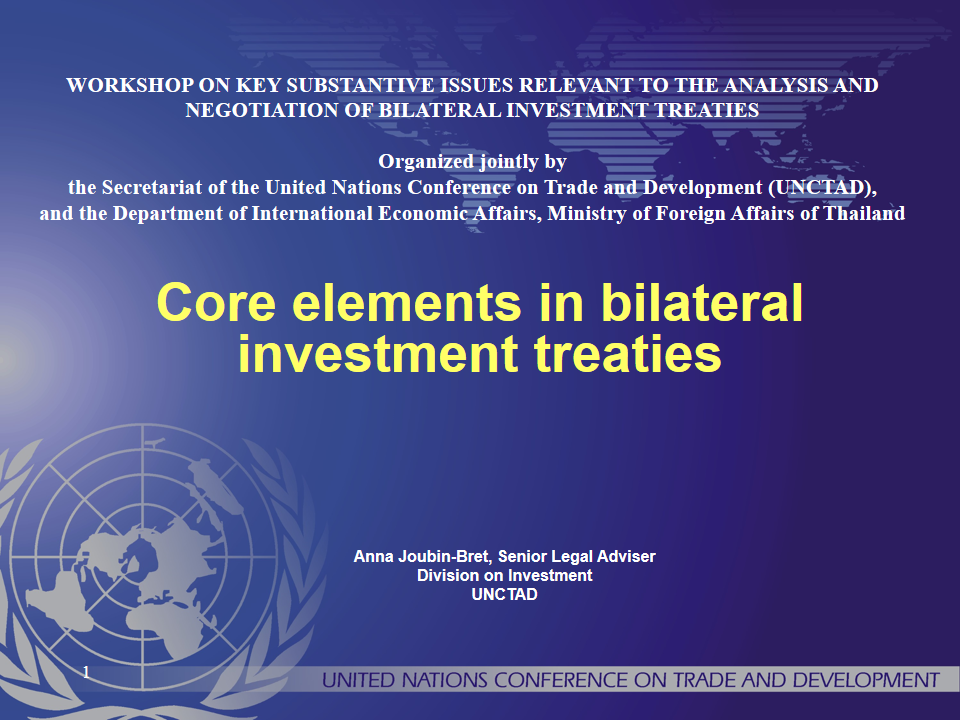 WORKSHOP ON KEY SUBSTANTIVE ISSUES RELEVANT TO THE ANALYSIS AND
NEGOTIATION OF BILATERAL INVESTMENT TREATIES
Organized jointly by
the Secretariat of the United Nations Conference on Trade and Development (UNCTAD),
and the Department of International Economic Affairs, Ministry of Foreign Affairs of Thailand
Core elements in bilateral
investment treaties
Anna Joubin-Bret, Senior Legal Adviser
Division on Investment
UNCTAD
1
UNITED NATIONS CONFERENCE ON TRADE AND DEVELOPMENT